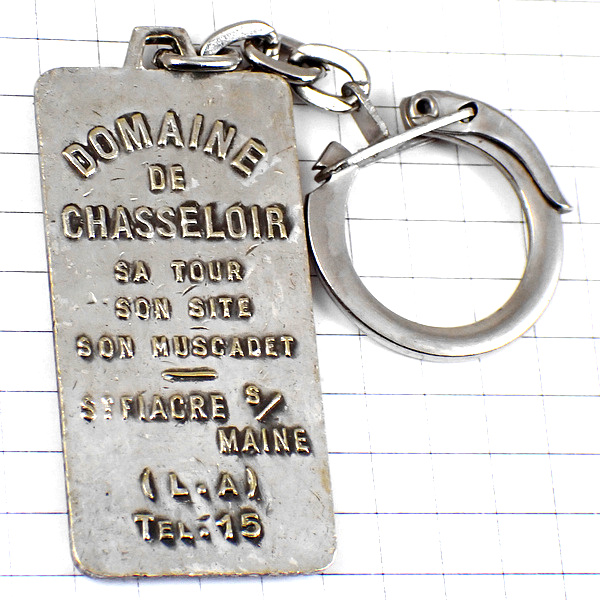 DOMAINE
DE
CHASSELOIR
SA TOUR
SON SITE
SON MUSCADET
ST FIACRE S/
MAINE
(L.A)
TEL: 15